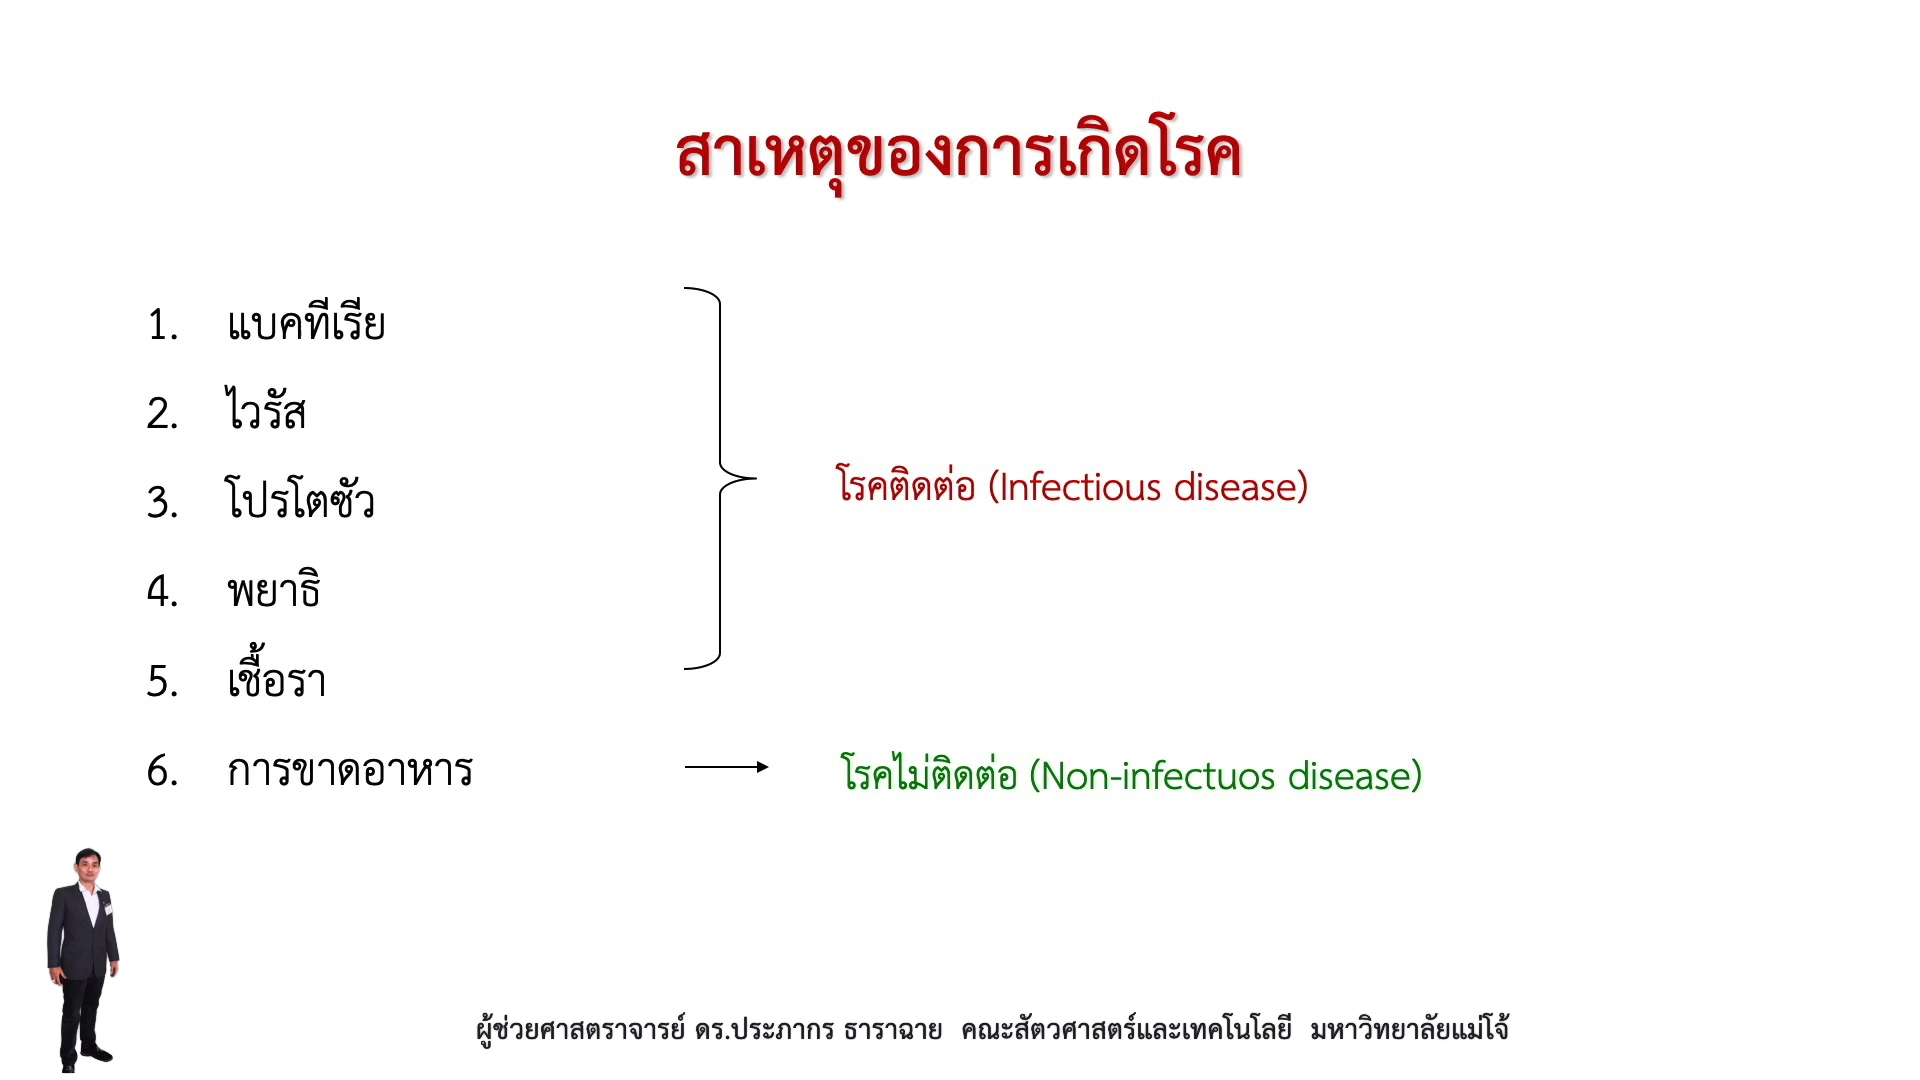 สาเหตุของการเกิดโรค
1. แบคทีเรีย
2. ไวรัส
3. โปรโตซัว
4. พยาธิ
5. เชื้อรา
โรคติดต่อ (Infectious disease)
6. การขาดอาหาร
โรคไม่ติดต่อ (Non-infectuos disease)
ผู้ช่วยศาสตราจารย์ ดร.ประภากร ธาราฉาย คณะสัตวศาสตร์และเทคโนโลยี มหาวิทยาลัยแม่โจ้